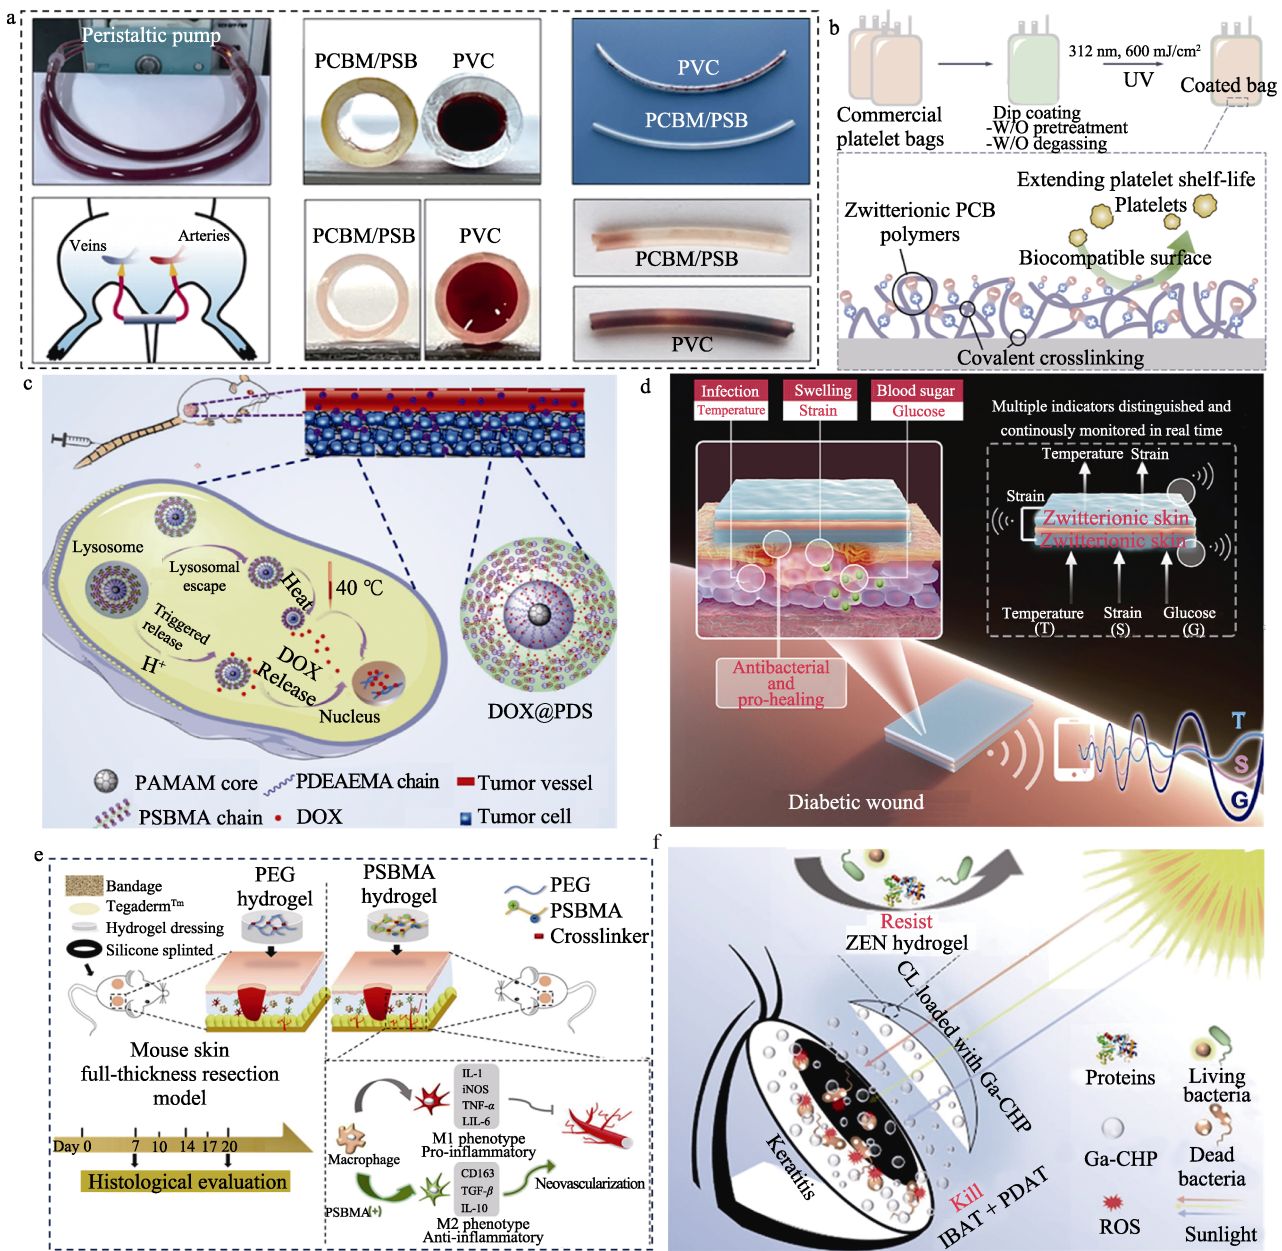 a
Peristaltic pump
PCBM/PSB
PVC
PVC
PCBM/PSB
Veins
Arteries
PCBM/PSB
PVC
PCBM/PSB
PVC
b
Commercial
platelet bags
Dip coating
-W/O pretreatment
-W/O degassing
312 nm, 600 mJ/cm²
UV
Coated bag
Extending platelet shelf-life
Platelets
Zwitterionic PCB
polymers
Biocompatible surface
Covalent crosslinking
c
Lysosome
Lysosomal
escape
Heat
40 ℃
Triggered
release
H⁺
DOX
Release
Nucleus
DOX@PDS
PAMAM core
PDEAEMA chain
Tumor vessel
PSBMA chain
DOX
Tumor cell
d
Infection
Temperature
Swelling
Strain
Blood sugar
Glucose
Multiple indicators distinguished and
continously monitored in real time
Temperature
Strain
Strain
Zwitterionic skin
Zwitterionic skin
Temperature
(T)
Strain
(S)
Glucose
(G)
Antibacterial
and
pro-healing
Diabetic wound
T
S
G
e
Bandage
Tegaderm™
Hydrogel dressing
Silicone splinted
PEG
hydrogel
PSBMA
hydrogel
PEG
PSBMA
Crosslinker
Mouse skin
full-thickness resection
model
Day 0 7 10 14 17 20
Histological evaluation
Macrophage
PSBMA(+)
IL-1
iNOS
TNF-α
LIL-6
M1 phenotype
Pro-inflammatory
CD163
TGF-β
IL-10
M2 phenotype
Anti-inflammatory
Neovascularization
f
Resist
ZEN hydrogel
CL loaded with Ga-CHP
Keratitis
Kill
IBAT + PDAT
Proteins
Living
bacteria
Ga-CHP
Dead
bacteria
ROS
Sunlight